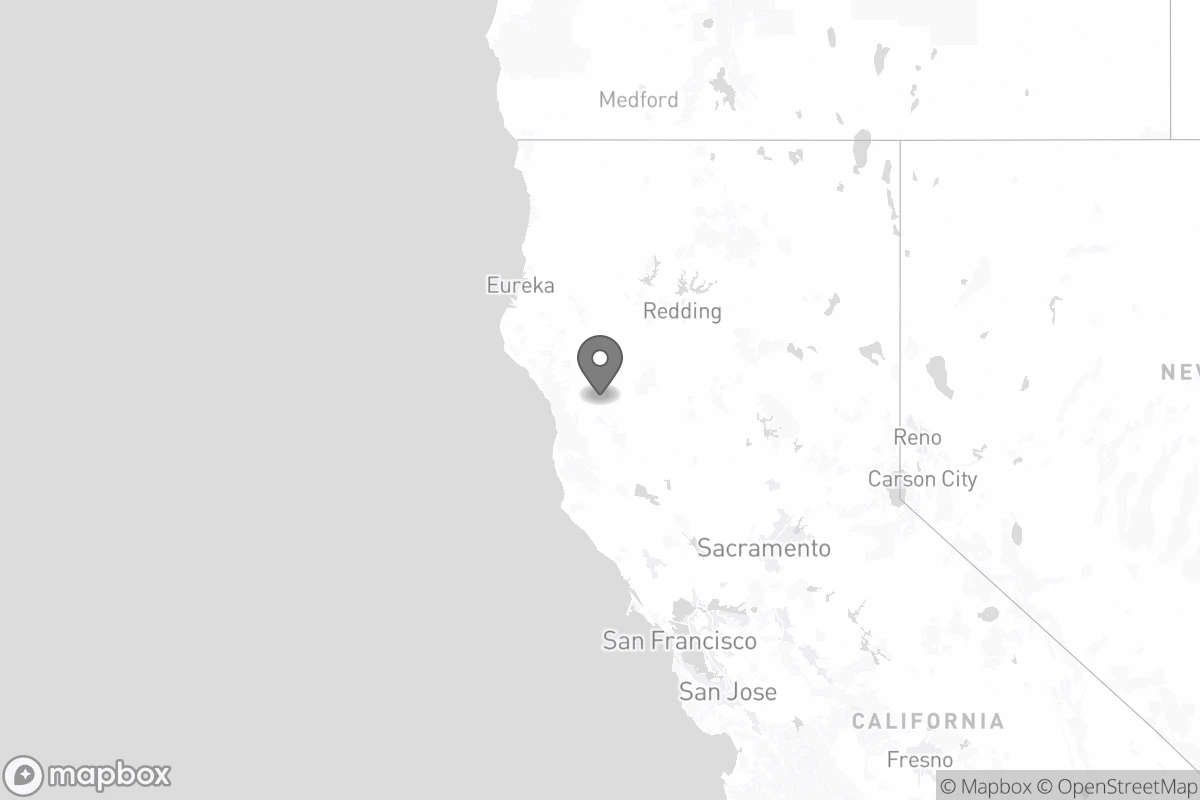 Medford
Eureka
Redding
NEV
Reno
Carson City
Sacramento
San Francisco
San Jose
CALIFORNIA
Fresno
mapbox
© Mapbox © OpenStreetMap